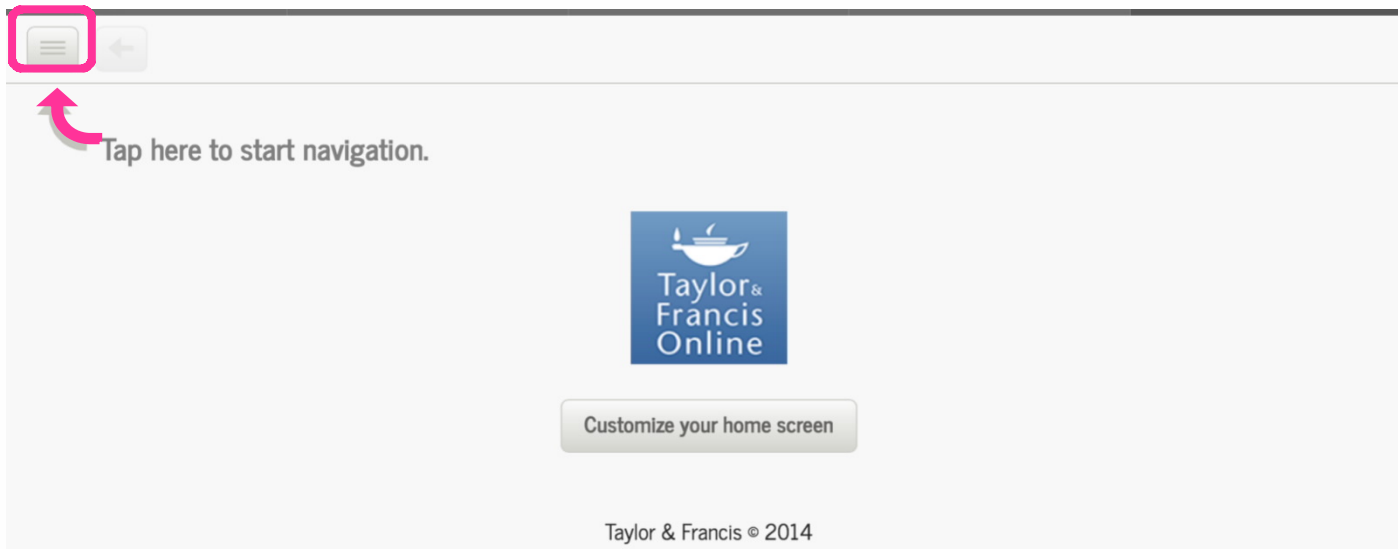 Tap here to start navigation.
Taylor &
Francis
Online
Customize your home screen
Taylor & Francis © 2014